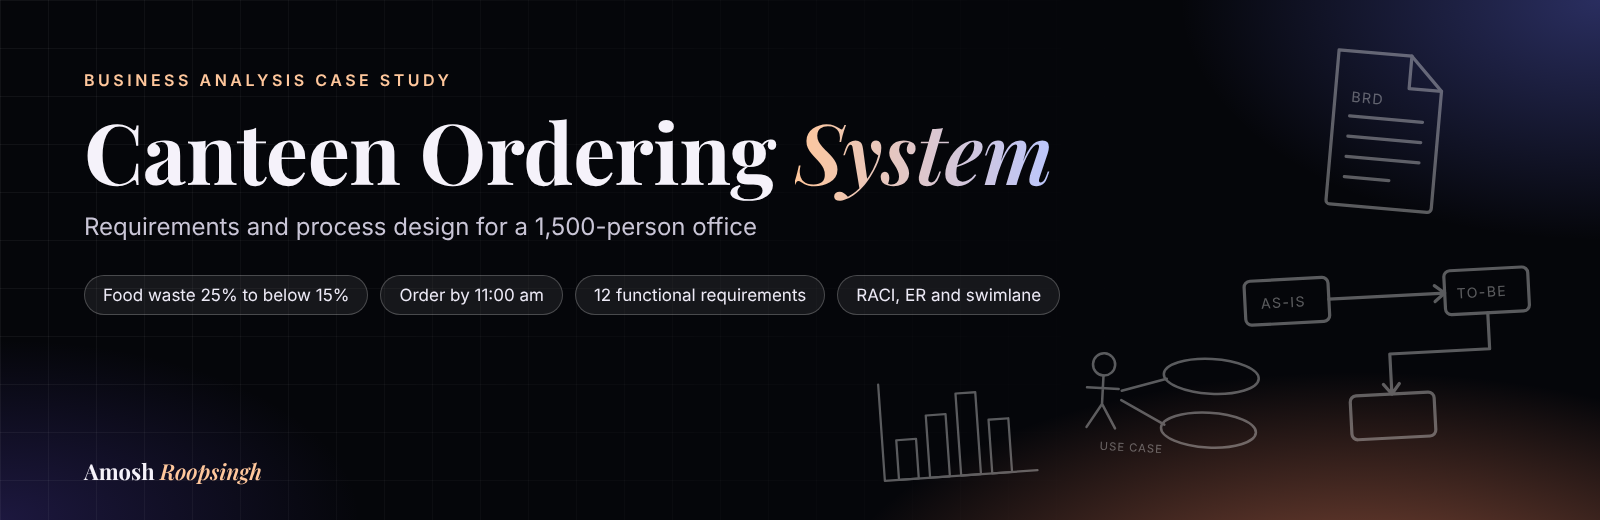 BUSINESS ANALYSIS CASE STUDY
Canteen Ordering System
Requirements and process design for a 1,500-person office
Food waste 25% to below 15%
Order by 11:00 am
12 functional requirements
RACI, ER and swimlane
BRD
AS-IS
TO-BE
USE CASE
Amosh Roopsingh